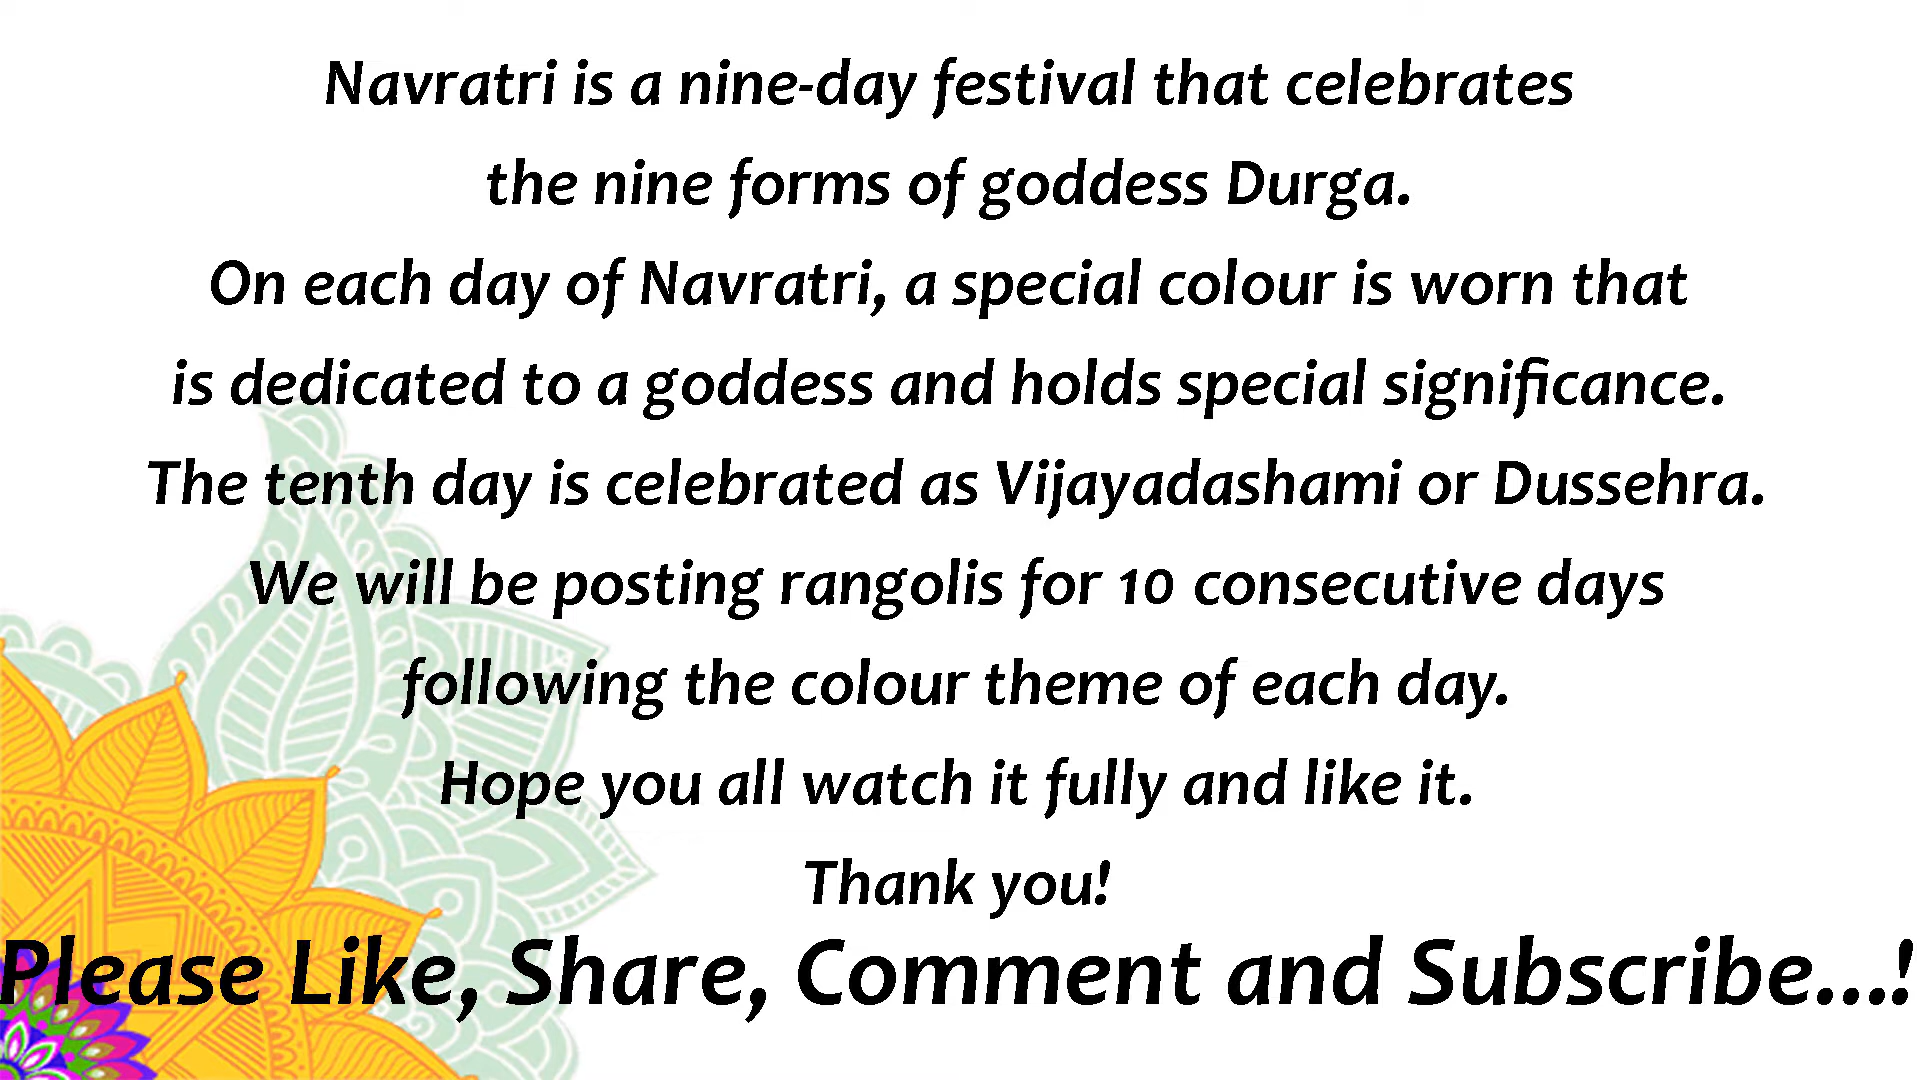 Navratri is a nine-day festival that celebrates
the nine forms of goddess Durga.
On each day of Navratri, a special colour is worn that
is dedicated to a goddess and holds special significance.
The tenth day is celebrated as Vijayadashami or Dussehra.
We will be posting rangolis for 10 consecutive days
following the colour theme of each day.
Hope you all watch it fully and like it.
Thank you!
Please Like, Share, Comment and Subscribe...!